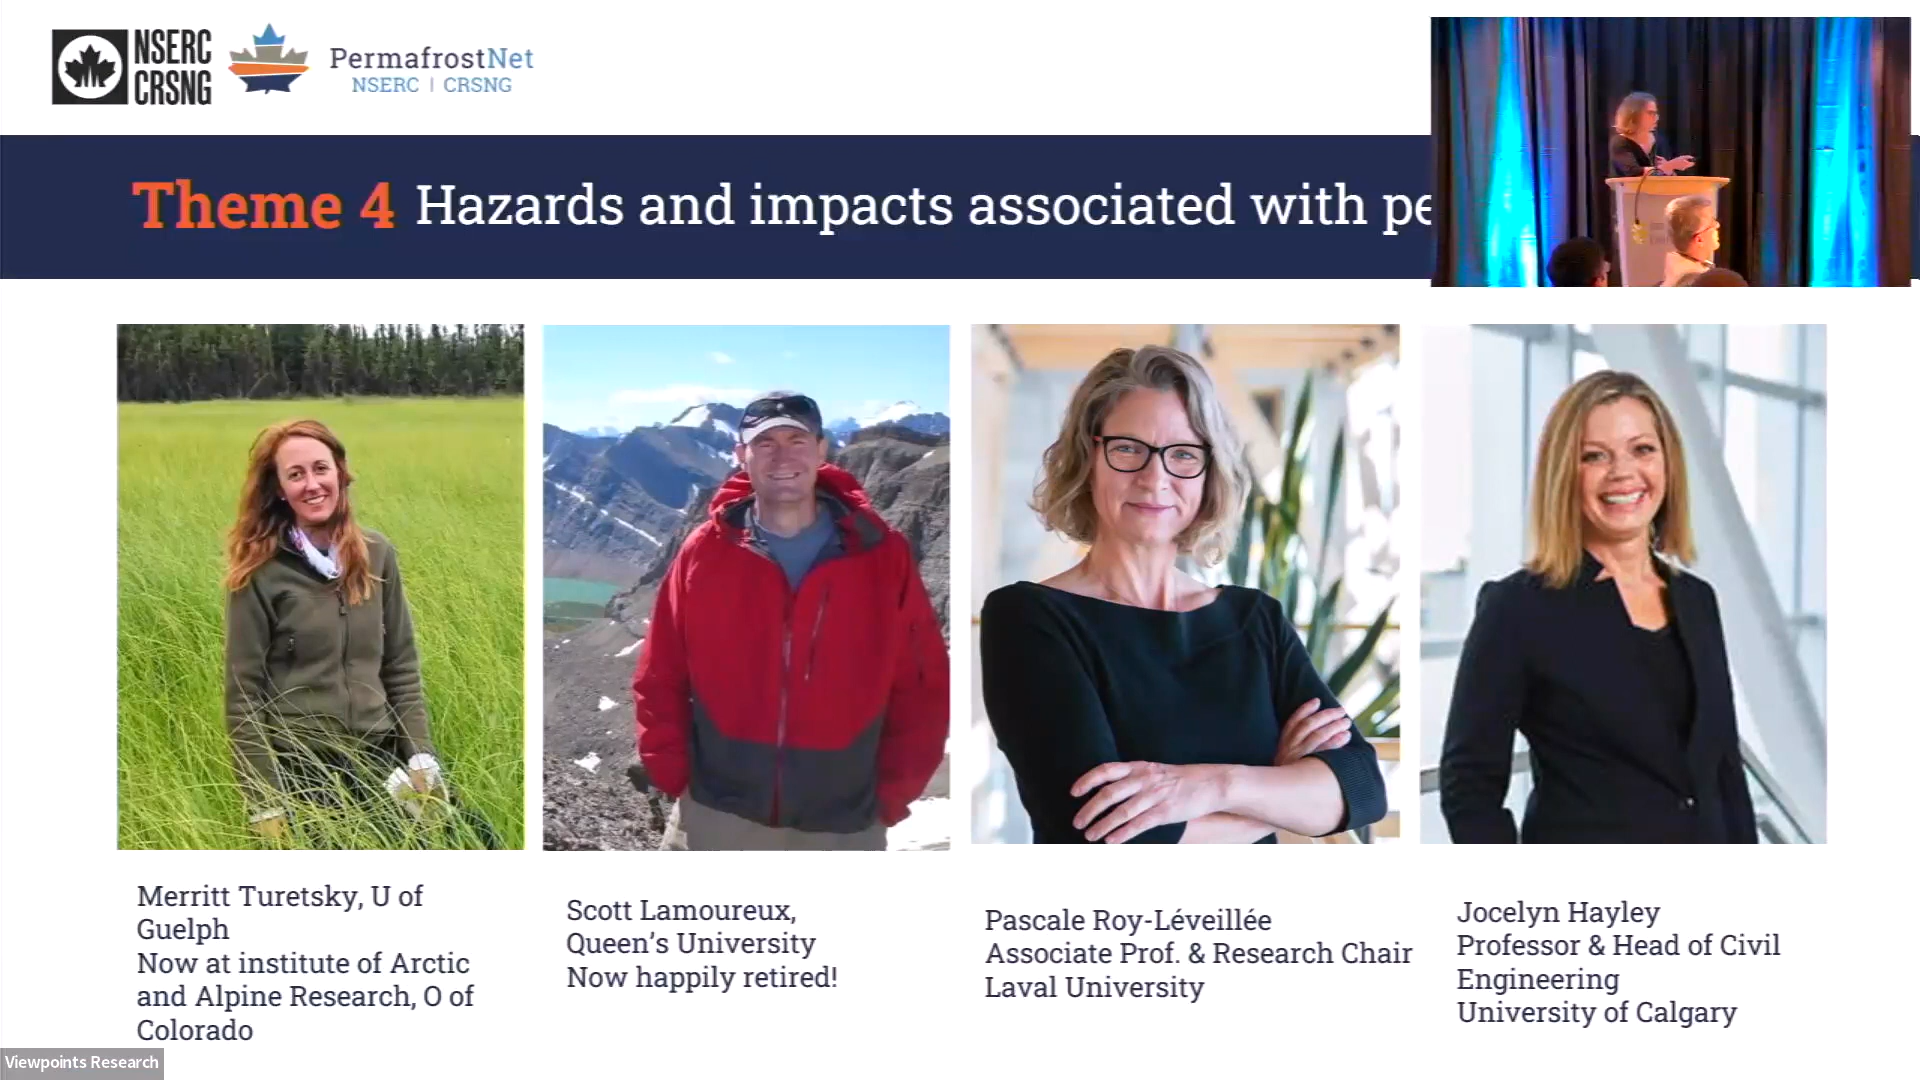 NSERC
CRSNG
PermafrostNet
NSERC | CRSNG
Theme 4 Hazards and impacts associated with pe
Merritt Turetsky, U of
Guelph
Now at institute of Arctic
and Alpine Research, O of
Colorado
Scott Lamoureux,
Queen's University
Now happily retired!
Pascale Roy-Léveillée
Associate Prof. & Research Chair
Laval University
Jocelyn Hayley
Professor & Head of Civil
Engineering
University of Calgary
Viewpoints Research